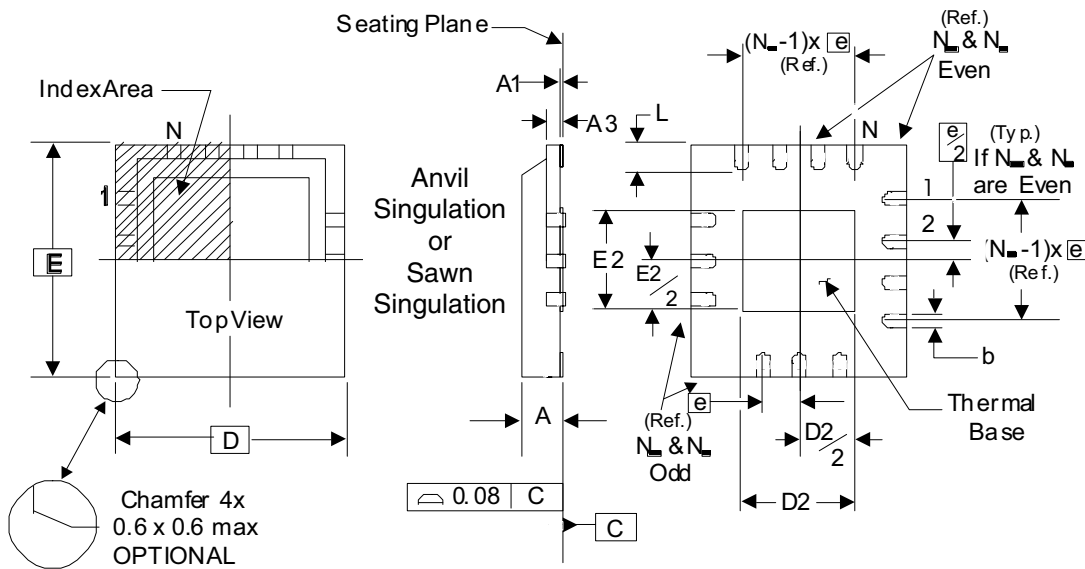 Seating Plane
IndexArea
N
1
E
TopView
D
Chamfer 4x
0.6 x 0.6 max
OPTIONAL
A1
A3
L
Anvil
Singulation
or
Sawn
Singulation
A
0.08 C
C
(N -1)x e
(Ref.)
(Ref.)
N & N
Even
N
e/2
(Typ.)
If N & N
are Even
1
2
(N -1)x e
(Ref.)
b
E2
E2/2
Thermal
Base
e
(Ref.)
N & N
Odd
D2/2
D2